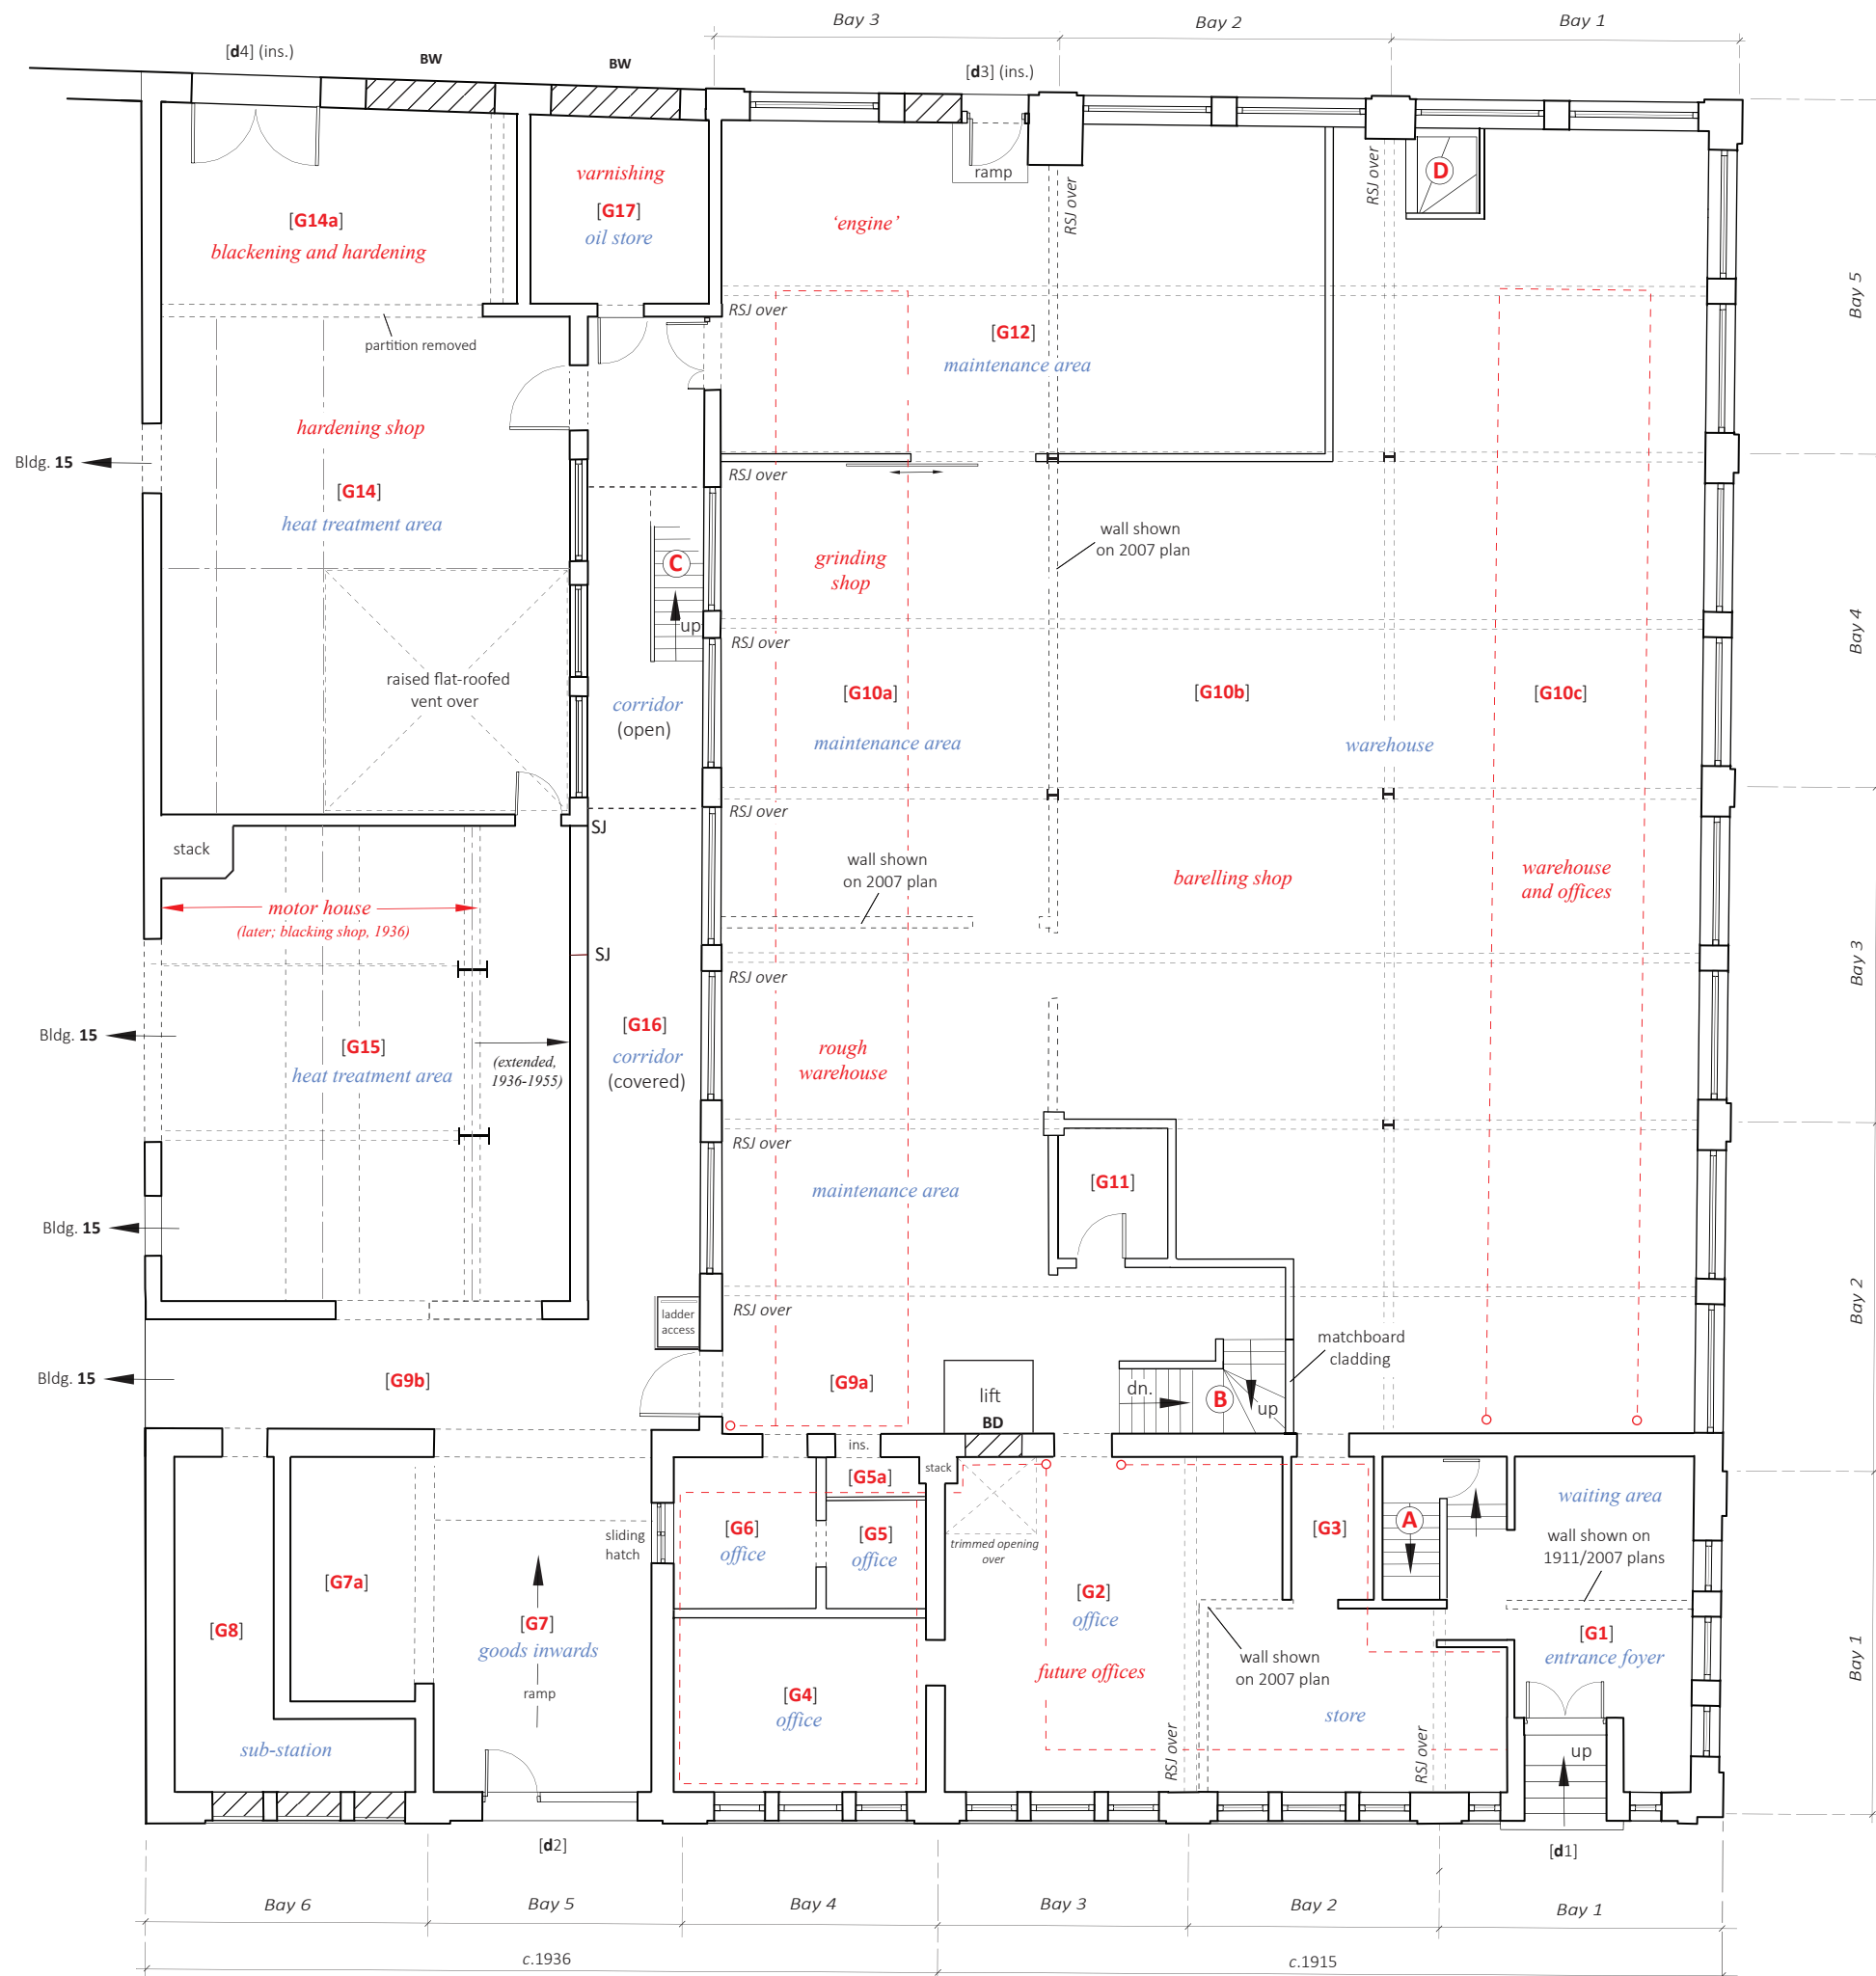 Bay 3
Bay 2
Bay 1
[d4] (ins.)
BW
BW
[d3] (ins.)
ramp
RSJ over
RSJ over
D
varnishing
[G17]
oil store
[G14a]
blackening and hardening
‘engine’
Bay 5
RSJ over
[G12]
maintenance area
partition removed
hardening shop
Bldg. 15
RSJ over
[G14]
heat treatment area
wall shown
on 2007 plan
grinding
shop
C
up
RSJ over
Bay 4
raised flat-roofed
vent over
corridor
(open)
[G10a]
[G10b]
[G10c]
maintenance area
warehouse
RSJ over
SJ
stack
wall shown
on 2007 plan
barelling shop
warehouse
and offices
motor house
(later; blacking shop, 1936)
SJ
RSJ over
Bay 3
[G16]
corridor
(covered)
Bldg. 15
[G15]
heat treatment area
(extended,
1936-1955)
rough
warehouse
RSJ over
[G11]
maintenance area
Bldg. 15
ladder
access
RSJ over
Bay 2
matchboard
cladding
Bldg. 15
[G9b]
[G9a]
lift
BD
dn.
B
up
ins.
stack
[G5a]
waiting area
sliding
hatch
[G6]
office
[G5]
office
trimmed opening
over
[G3]
A
wall shown on
1911/2007 plans
[G7a]
[G2]
office
[G8]
[G7]
goods inwards
ramp
[G1]
entrance foyer
future offices
wall shown
on 2007 plan
Bay 1
[G4]
office
store
sub-station
RSJ over
RSJ over
up
[d2]
[d1]
Bay 6
Bay 5
Bay 4
Bay 3
Bay 2
Bay 1
c.1936
c.1915